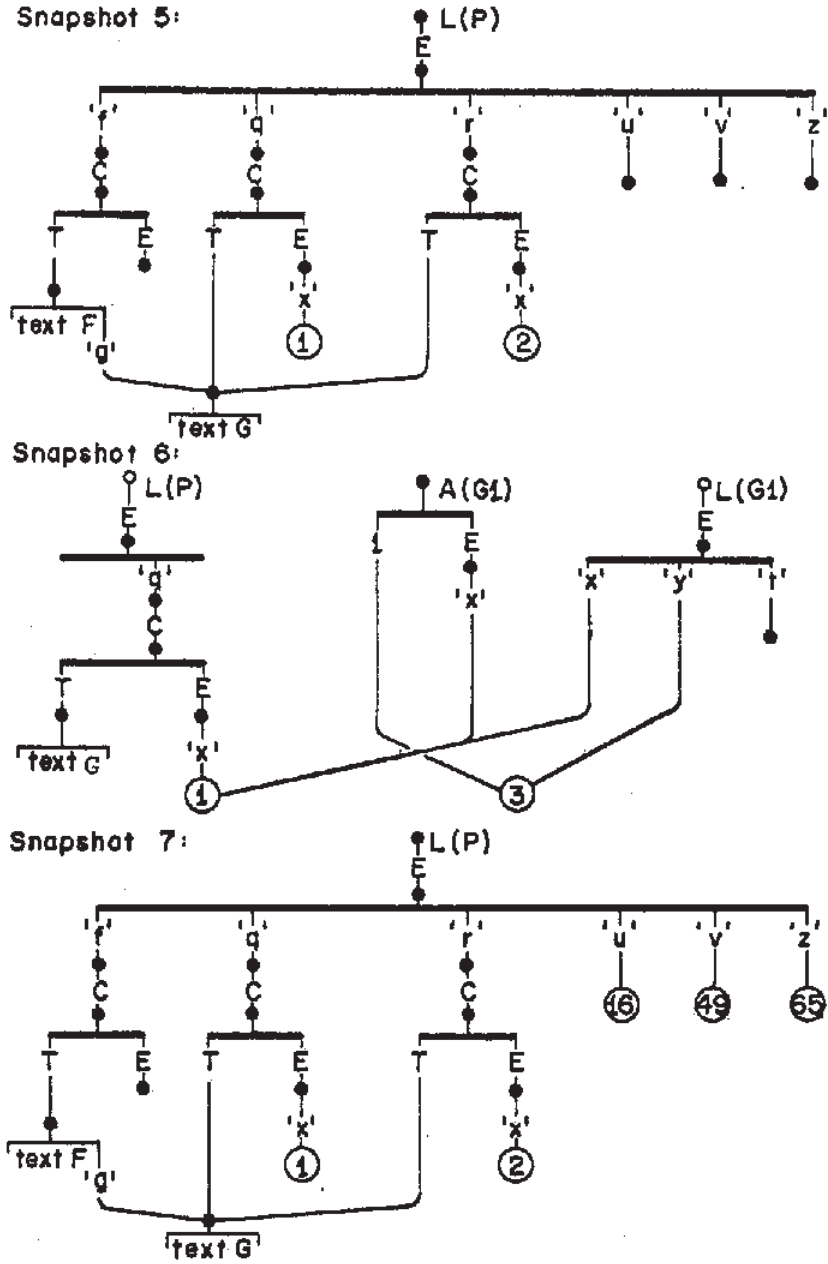 Snapshot 5:
L(P)
E
'f' 'q' 'r' 'u' 'v' 'z'
C C C
T E T E T E
'x' 'x'
text F 1 2
'g'
text G
Snapshot 6:
L(P) A(G1) L(G1)
E E
'q' 1 E 'x' 'y' 't'
'x'
C
T E
'x'
text G
1 3
Snapshot 7:
L(P)
E
'f' 'q' 'r' 'u' 'v' 'z'
C C C 16 49 65
T E T E T E
'x' 'x'
text F 1 2
'g'
text G